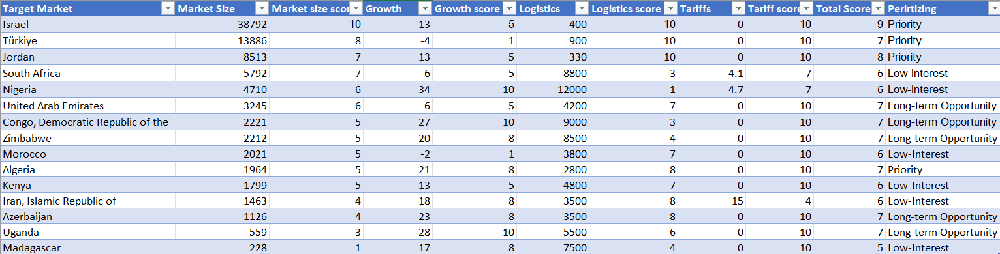 Target Market Market Size Market size scor Growth Growth score Logistics Logistics score Tariffs Tariff score Total Score Perirtizing
Israel 38792 10 13 5 400 10 0 10 9 Priority
Türkiye 13886 8 -4 1 900 10 0 10 7 Priority
Jordan 8513 7 13 5 330 10 0 10 8 Priority
South Africa 5792 7 6 5 8800 3 4.1 7 6 Low-Interest
Nigeria 4710 6 34 10 12000 1 4.7 7 6 Low-Interest
United Arab Emirates 3245 6 6 5 4200 7 0 10 7 Long-term Opportunity
Congo, Democratic Republic of the 2221 5 27 10 9000 3 0 10 7 Long-term Opportunity
Zimbabwe 2212 5 20 8 8500 4 0 10 7 Long-term Opportunity
Morocco 2021 5 -2 1 3800 7 0 10 6 Low-Interest
Algeria 1964 5 21 8 2800 8 0 10 7 Priority
Kenya 1799 5 13 5 4800 7 0 10 6 Low-Interest
Iran, Islamic Republic of 1463 4 18 8 3500 8 15 4 6 Low-Interest
Azerbaijan 1126 4 23 8 3500 8 0 10 7 Long-term Opportunity
Uganda 559 3 28 10 5500 6 0 10 7 Long-term Opportunity
Madagascar 228 1 17 8 7500 4 0 10 5 Low-Interest